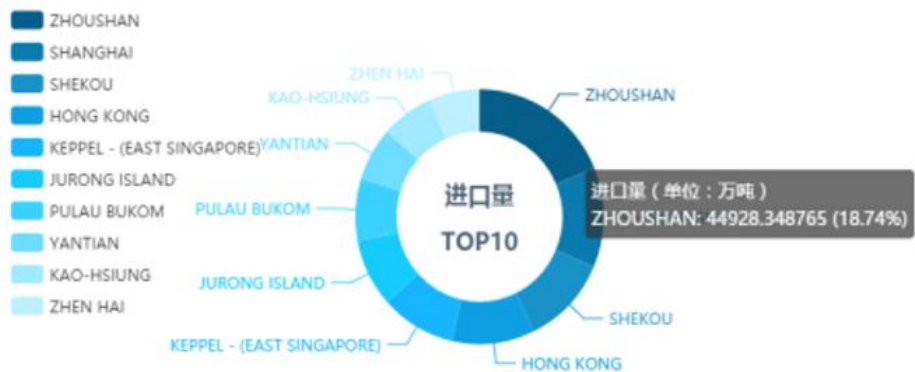 ZHOUSHAN
SHANGHAI
SHEKOU
HONG KONG
KEPPEL - (EAST SINGAPORE)
JURONG ISLAND
PULAU BUKOM
YANTIAN
KAO-HSIUNG
ZHEN HAI
ZHEN HAI
KAO-HSIUNG
YANTIAN
PULAU BUKOM
JURONG ISLAND
KEPPEL - (EAST SINGAPORE)
ZHOUSHAN
进口量（单位：万吨）
ZHOUSHAN: 44928.348765 (18.74%)
SHEKOU
HONG KONG
进口量
TOP10